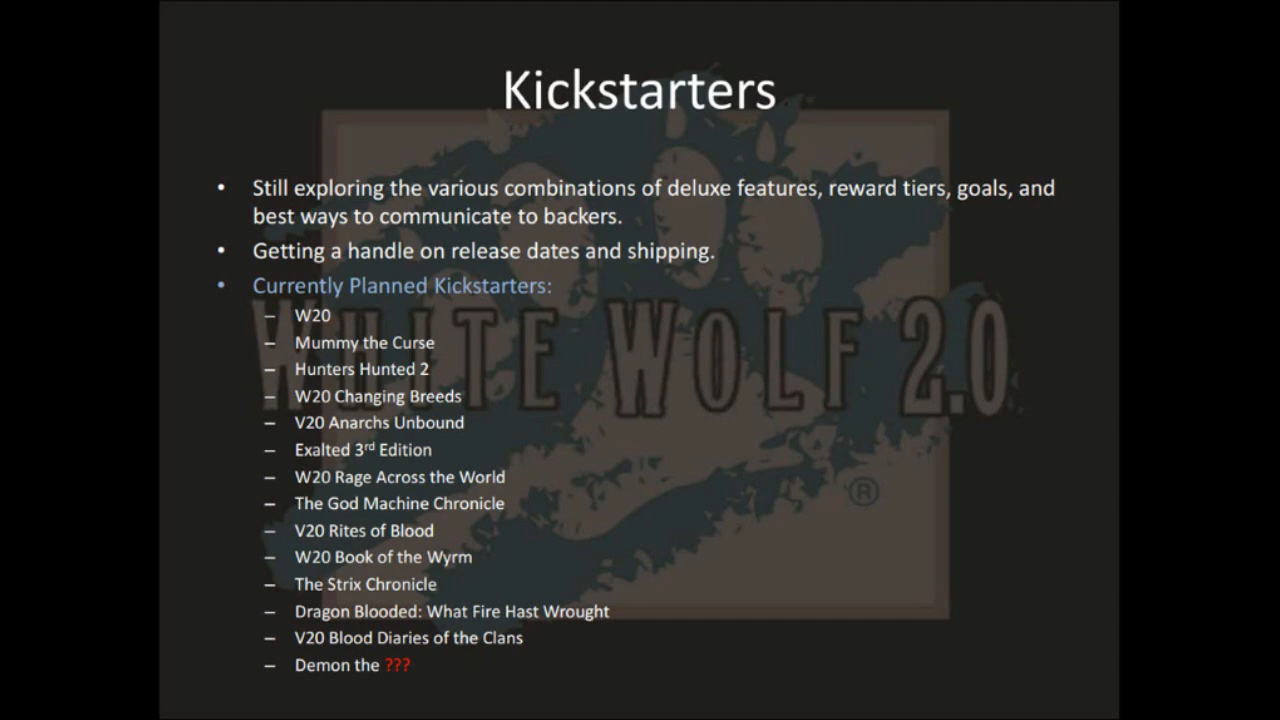 Kickstarters
• Still exploring the various combinations of deluxe features, reward tiers, goals, and
best ways to communicate to backers.
• Getting a handle on release dates and shipping.
• Currently Planned Kickstarters:
– W20
– Mummy the Curse
– Hunters Hunted 2
– W20 Changing Breeds
– V20 Anarchs Unbound
– Exalted 3rd Edition
– W20 Rage Across the World
– The God Machine Chronicle
– V20 Rites of Blood
– W20 Book of the Wyrm
– The Strix Chronicle
– Dragon Blooded: What Fire Hast Wrought
– V20 Blood Diaries of the Clans
– Demon the ???
WHITE WOLF 2.0
®